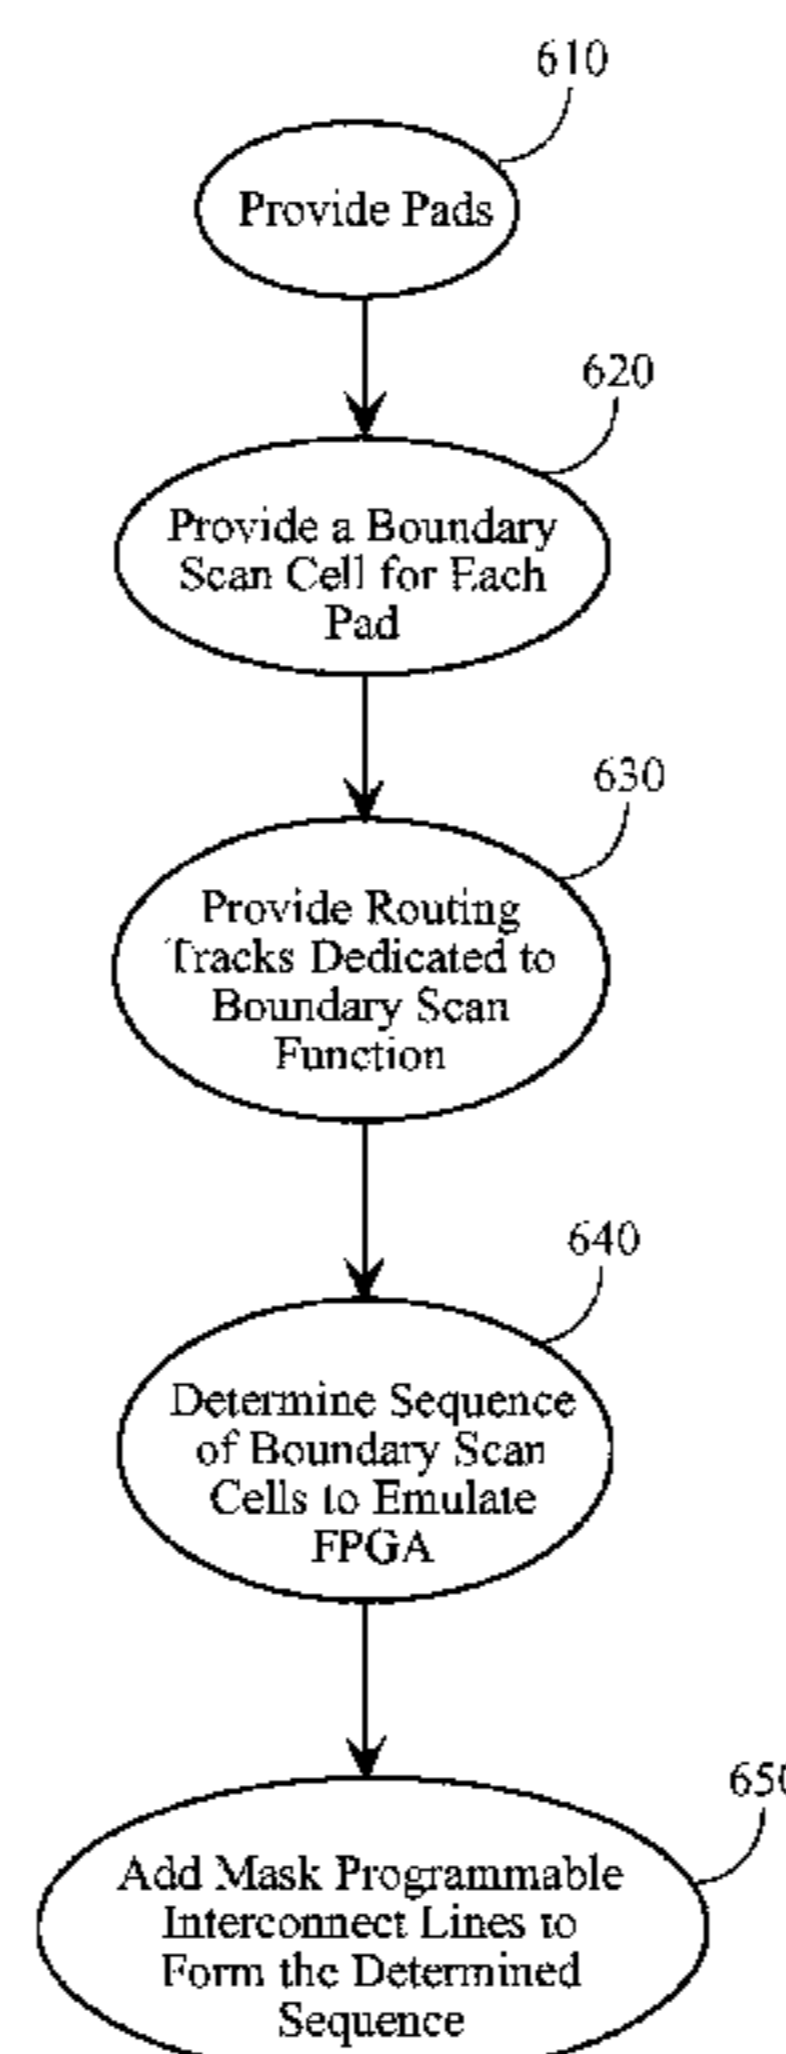 610
Provide Pads
620
Provide a Boundary
Scan Cell for Each
Pad
630
Provide Routing
Tracks Dedicated to
Boundary Scan
Function
640
Determine Sequence
of Boundary Scan
Cells to Emulate
FPGA
650
Add Mask Programmable
Interconnect Lines to
Form the Determined
Sequence